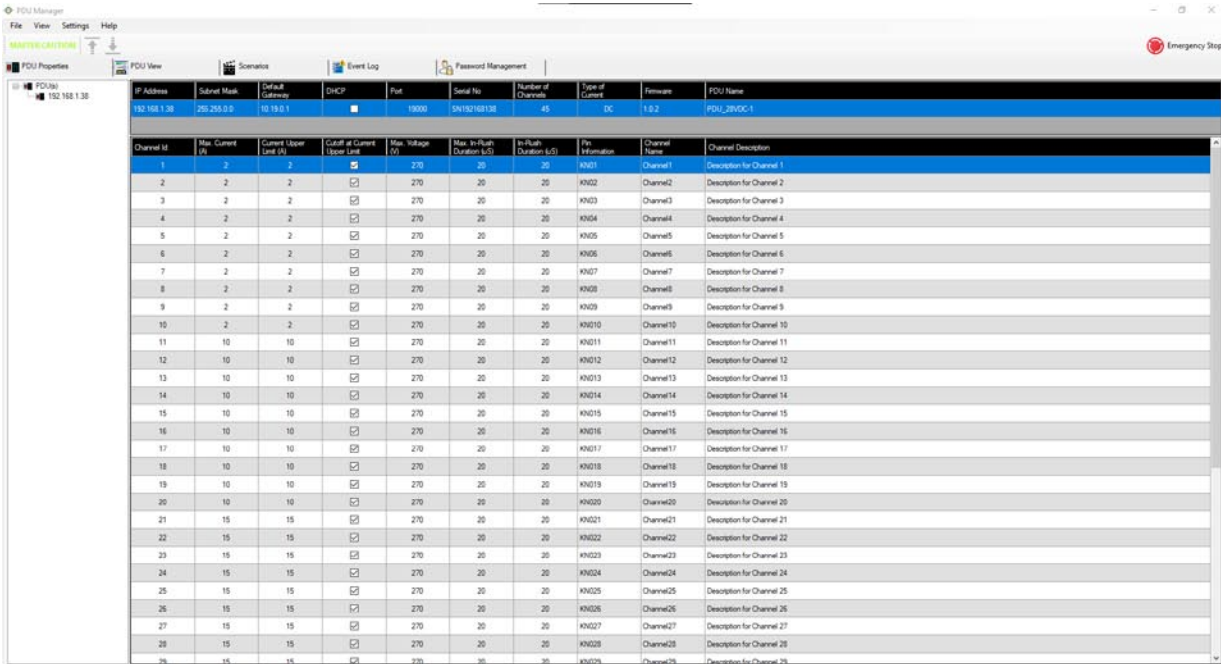 PDU Manager
File View Settings Help
MASTER CAUTION
Emergency Stop
PDU Properties PDU View Scenarios Event Log Password Management
PDU(s)
192.168.1.38
IP Address Subnet Mask Default Gateway DHCP Port Serial No Number of Channels Type of Current Firmware PDU Name
192.168.1.38 255.255.0.0 10.19.0.1 19000 SN192168138 45 DC 1.0.2 PDU_28VDC-1
Channel Id Max. Current (A) Current Upper Limit (A) Cutoff at Current Upper Limit Max. Voltage (V) Max. In-Rush Duration (uS) In-Rush Duration (uS) Pin Information Channel Name Channel Description
1 2 2 270 20 20 KN01 Channel1 Description for Channel 1
2 2 2 270 20 20 KN02 Channel2 Description for Channel 2
3 2 2 270 20 20 KN03 Channel3 Description for Channel 3
4 2 2 270 20 20 KN04 Channel4 Description for Channel 4
5 2 2 270 20 20 KN05 Channel5 Description for Channel 5
6 2 2 270 20 20 KN06 Channel6 Description for Channel 6
7 2 2 270 20 20 KN07 Channel7 Description for Channel 7
8 2 2 270 20 20 KN08 Channel8 Description for Channel 8
9 2 2 270 20 20 KN09 Channel9 Description for Channel 9
10 2 2 270 20 20 KN010 Channel10 Description for Channel 10
11 10 10 270 20 20 KN011 Channel11 Description for Channel 11
12 10 10 270 20 20 KN012 Channel12 Description for Channel 12
13 10 10 270 20 20 KN013 Channel13 Description for Channel 13
14 10 10 270 20 20 KN014 Channel14 Description for Channel 14
15 10 10 270 20 20 KN015 Channel15 Description for Channel 15
16 10 10 270 20 20 KN016 Channel16 Description for Channel 16
17 10 10 270 20 20 KN017 Channel17 Description for Channel 17
18 10 10 270 20 20 KN018 Channel18 Description for Channel 18
19 10 10 270 20 20 KN019 Channel19 Description for Channel 19
20 10 10 270 20 20 KN020 Channel20 Description for Channel 20
21 15 15 270 20 20 KN021 Channel21 Description for Channel 21
22 15 15 270 20 20 KN022 Channel22 Description for Channel 22
23 15 15 270 20 20 KN023 Channel23 Description for Channel 23
24 15 15 270 20 20 KN024 Channel24 Description for Channel 24
25 15 15 270 20 20 KN025 Channel25 Description for Channel 25
26 15 15 270 20 20 KN026 Channel26 Description for Channel 26
27 15 15 270 20 20 KN027 Channel27 Description for Channel 27
28 15 15 270 20 20 KN028 Channel28 Description for Channel 28
29 15 15 270 20 20 KN029 Channel29 Description for Channel 29